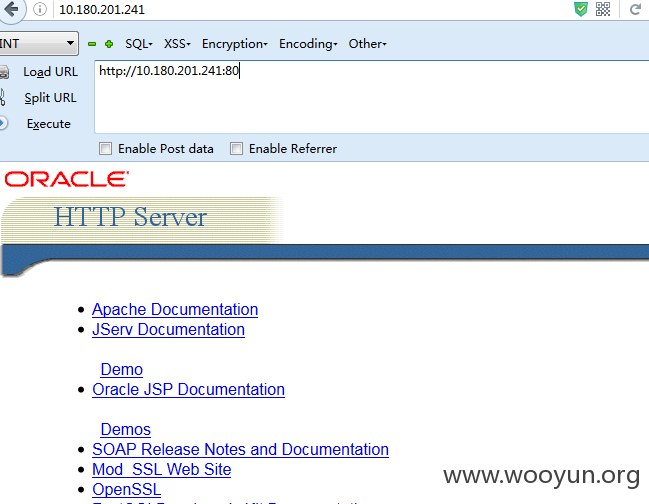 10.180.201.241
INT SQL▾ XSS▾ Encryption▾ Encoding▾ Other▾
Load URL http://10.180.201.241:80
Split URL
Execute
Enable Post data Enable Referrer
ORACLE
HTTP Server
Apache Documentation
JServ Documentation
Demo
Oracle JSP Documentation
Demos
SOAP Release Notes and Documentation
Mod_SSL Web Site
OpenSSL
www.wooyun.org